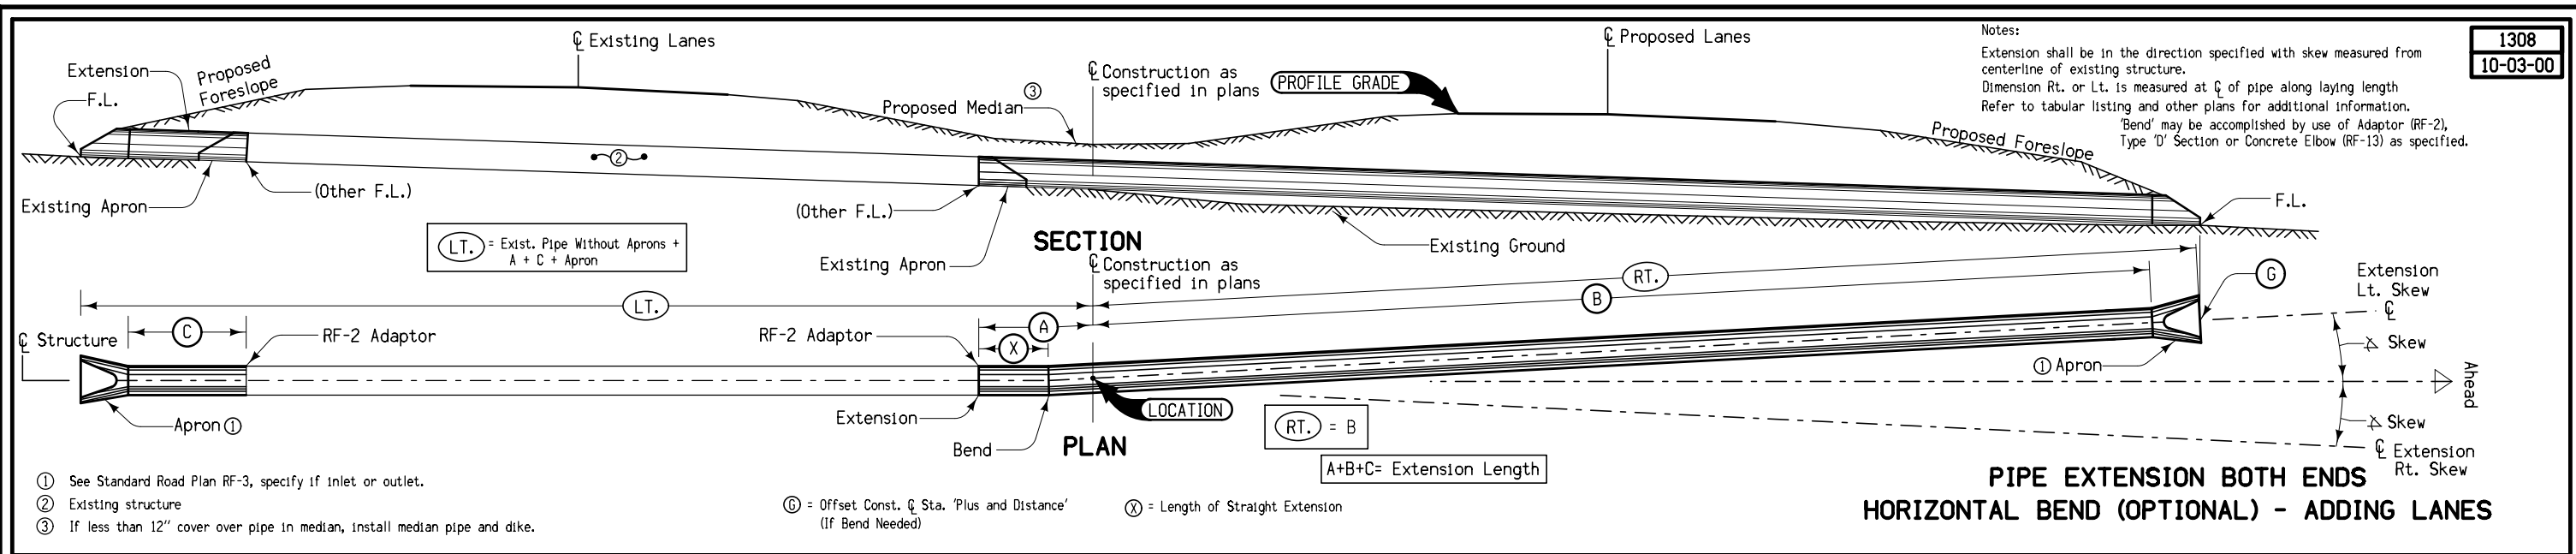 1308
10-03-00
Notes:
Extension shall be in the direction specified with skew measured from
centerline of existing structure.
Dimension Rt. or Lt. is measured at ℄ of pipe along laying length
Refer to tabular listing and other plans for additional information.
'Bend' may be accomplished by use of Adaptor (RF-2),
Type 'D' Section or Concrete Elbow (RF-13) as specified.
℄ Existing Lanes
℄ Proposed Lanes
Extension
Proposed
Foreslope
F.L.
℄ Construction as
specified in plans
PROFILE GRADE
Proposed Median ③
Proposed Foreslope
②
Existing Apron
(Other F.L.)
(Other F.L.)
F.L.
LT. = Exist. Pipe Without Aprons +
A + C + Apron
SECTION
Existing Ground
Existing Apron
℄ Construction as
specified in plans
RT.
G
Extension
Lt. Skew
℄
LT.
B
C
A
X
℄ Structure
RF-2 Adaptor
RF-2 Adaptor
Skew
① Apron
Ahead
LOCATION
Extension
RT. = B
Skew
Apron ①
Bend
PLAN
℄ Extension
Rt. Skew
A+B+C= Extension Length
PIPE EXTENSION BOTH ENDS
HORIZONTAL BEND (OPTIONAL) - ADDING LANES
① See Standard Road Plan RF-3, specify if inlet or outlet.
② Existing structure
③ If less than 12" cover over pipe in median, install median pipe and dike.
G = Offset Const. ℄ Sta. 'Plus and Distance'
(If Bend Needed)
X = Length of Straight Extension